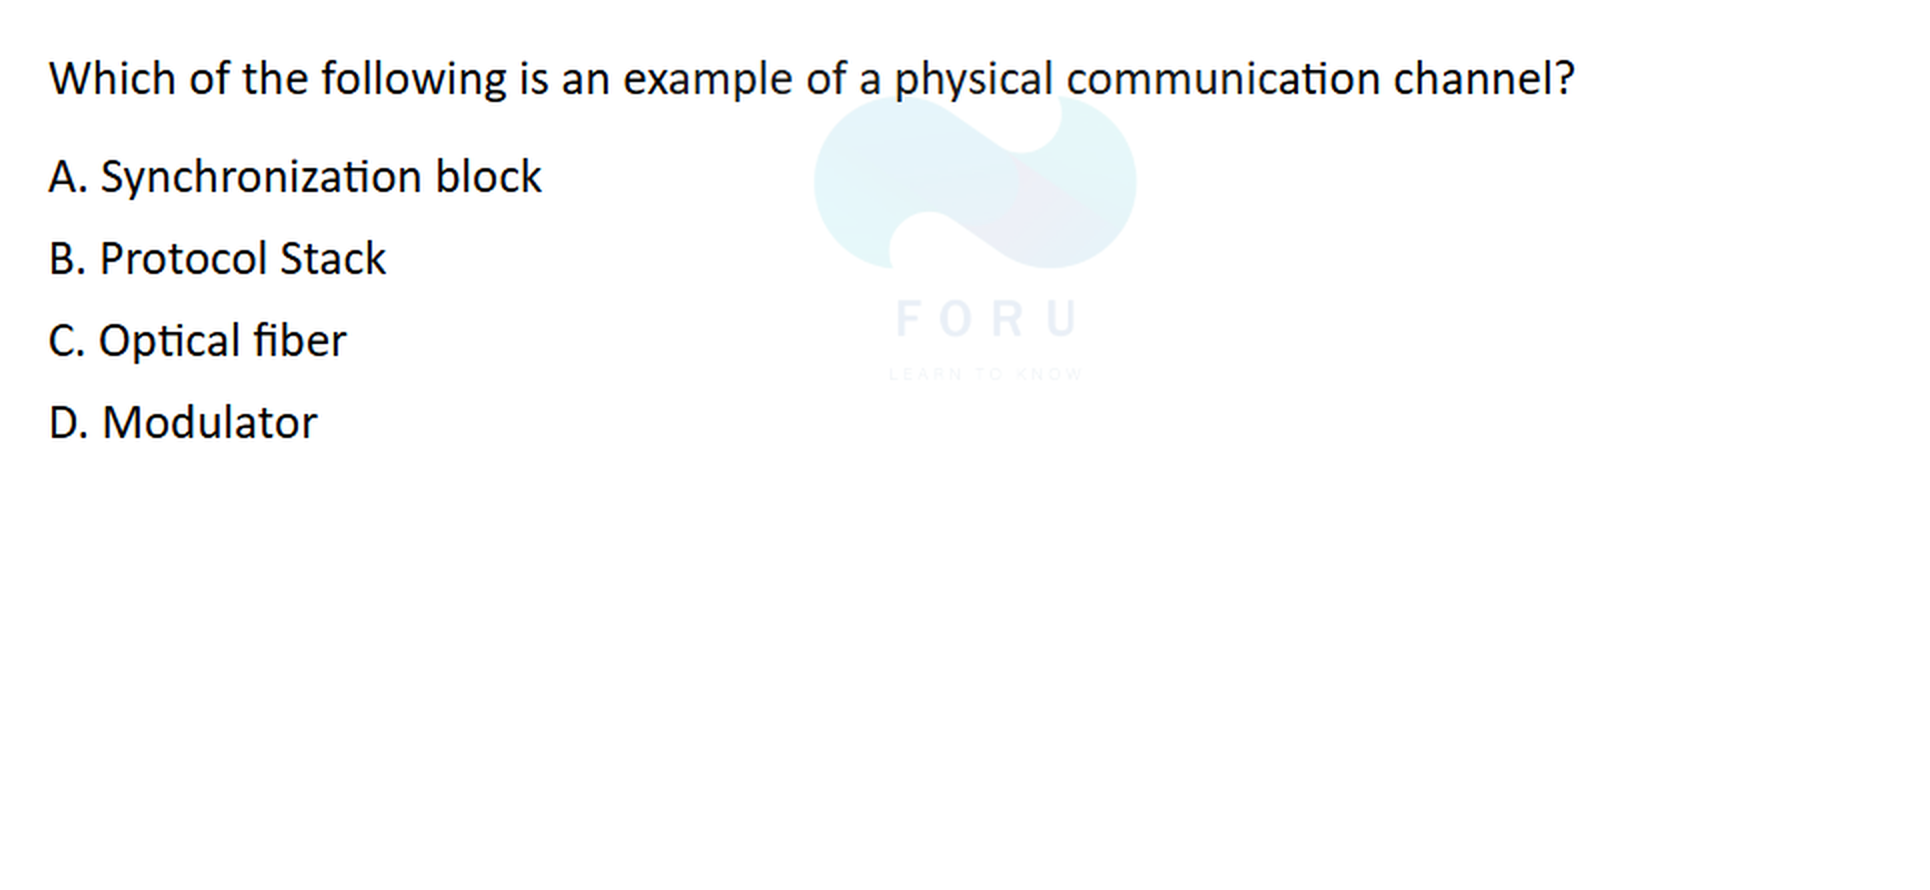 Which of the following is an example of a physical communication channel?
A. Synchronization block
B. Protocol Stack
C. Optical fiber
D. Modulator
FORU
LEARN TO KNOW